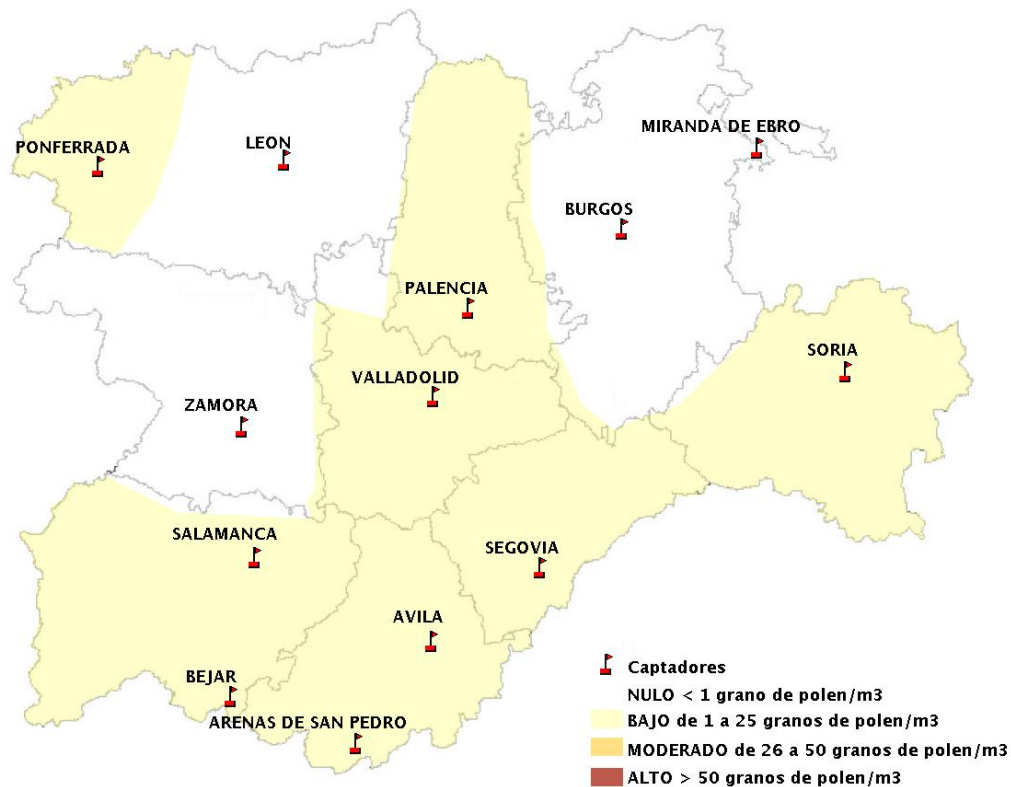 MIRANDA DE EBRO
LEON
PONFERRADA
BURGOS
PALENCIA
SORIA
VALLADOLID
ZAMORA
SALAMANCA
SEGOVIA
AVILA
BEJAR
ARENAS DE SAN PEDRO
Captadores
NULO < 1 grano de polen/m3
BAJO de 1 a 25 granos de polen/m3
MODERADO de 26 a 50 granos de polen/m3
ALTO > 50 granos de polen/m3